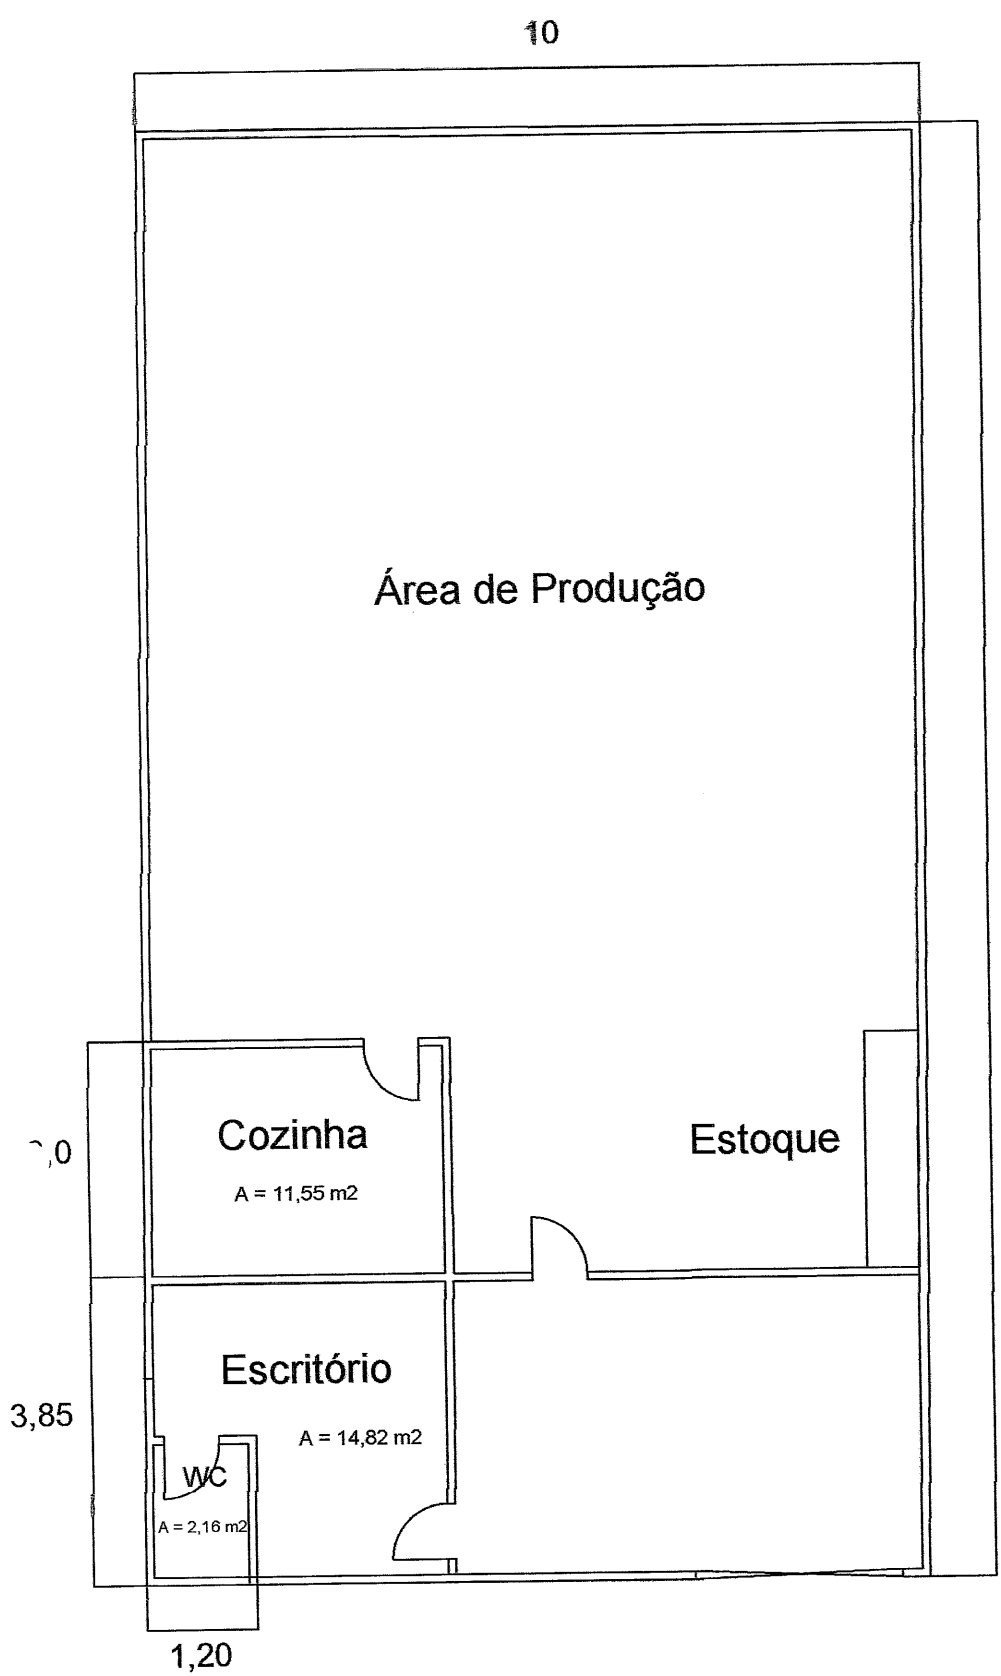 10
Área de Produção
Cozinha
A = 11,55 m2
Estoque
,0
Escritório
A = 14,82 m2
3,85
WC
A = 2,16 m2
1,20